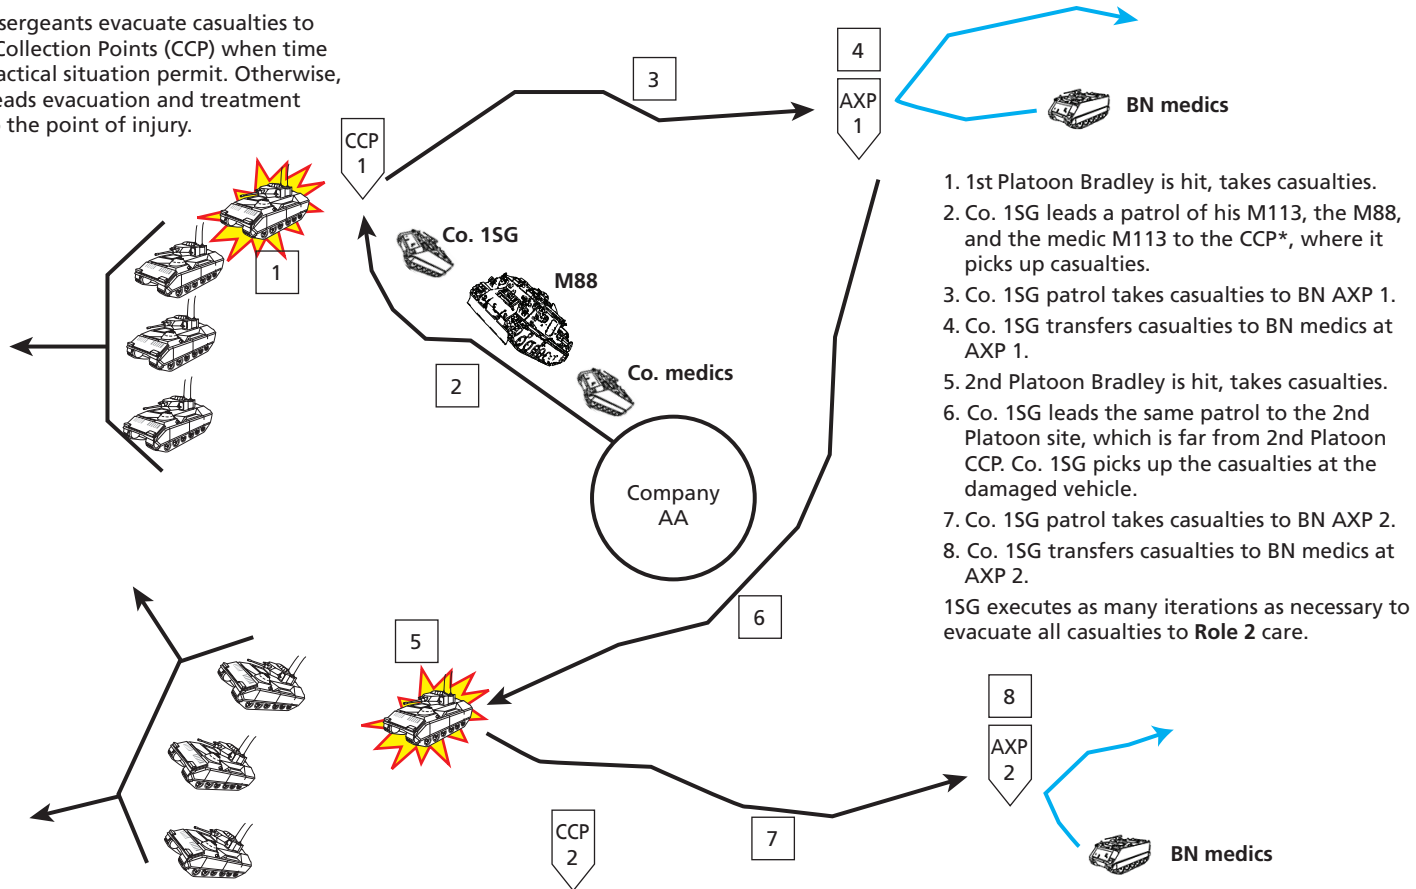 sergeants evacuate casualties to
Collection Points (CCP) when time
actical situation permit. Otherwise,
eads evacuation and treatment
the point of injury.
CCP
1
3
4
AXP
1
BN medics
1
Co. 1SG
M88
Co. medics
2
Company
AA
1. 1st Platoon Bradley is hit, takes casualties.
2. Co. 1SG leads a patrol of his M113, the M88,
and the medic M113 to the CCP*, where it
picks up casualties.
3. Co. 1SG patrol takes casualties to BN AXP 1.
4. Co. 1SG transfers casualties to BN medics at
AXP 1.
5. 2nd Platoon Bradley is hit, takes casualties.
6. Co. 1SG leads the same patrol to the 2nd
Platoon site, which is far from 2nd Platoon
CCP. Co. 1SG picks up the casualties at the
damaged vehicle.
7. Co. 1SG patrol takes casualties to BN AXP 2.
8. Co. 1SG transfers casualties to BN medics at
AXP 2.
1SG executes as many iterations as necessary to
evacuate all casualties to Role 2 care.
6
5
8
AXP
2
7
CCP
2
BN medics